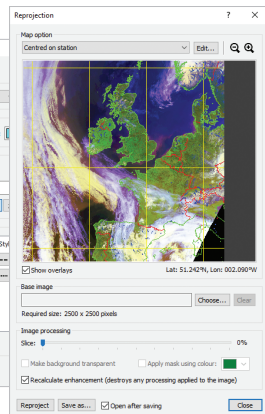 Reprojection ? ×
Map option
Centred on station Edit...
Show overlays Lat: 51.242°N, Lon: 002.090°W
Base image
Choose... Clear
Required size: 2500 x 2500 pixels
Image processing
Slice: 0%
Make background transparent Apply mask using colour:
Recalculate enhancement (destroys any processing applied to the image)
Reproject Save as... Open after saving Close